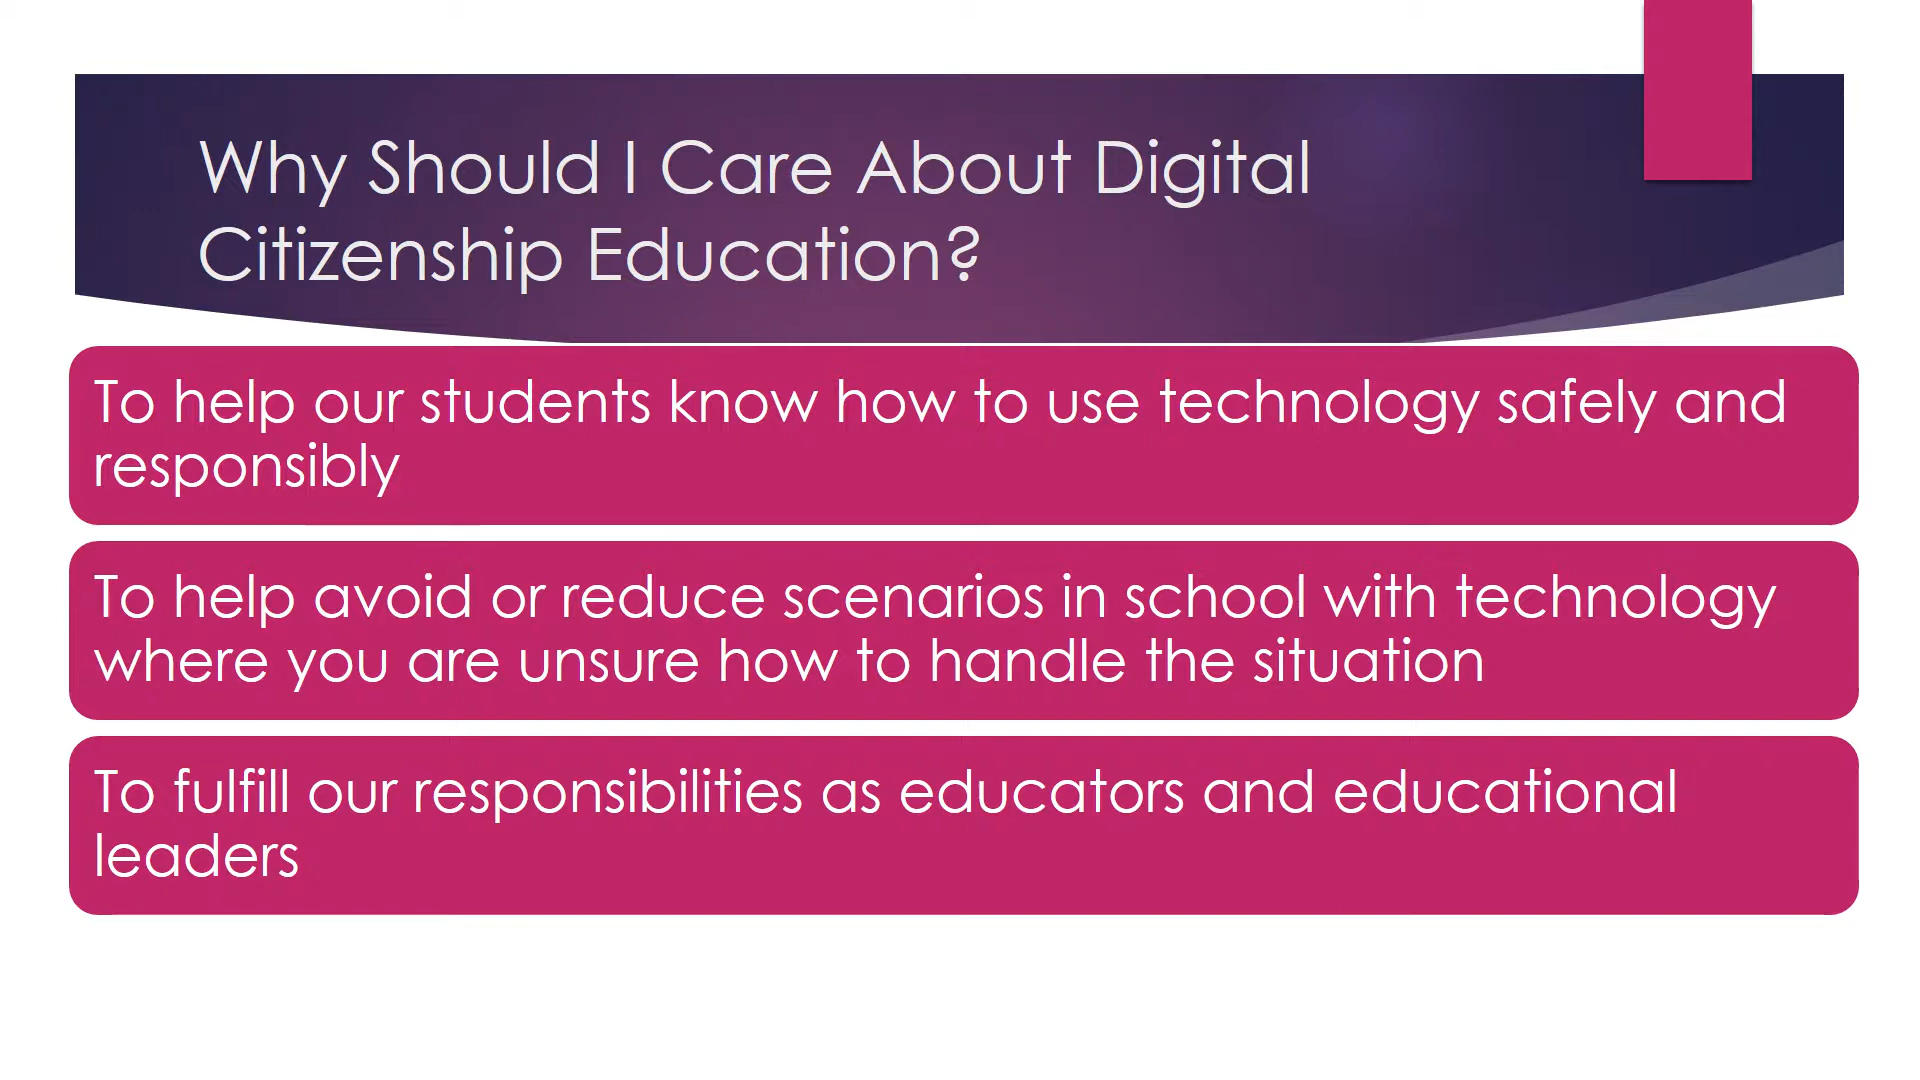 Why Should I Care About Digital
Citizenship Education?
To help our students know how to use technology safely and
responsibly
To help avoid or reduce scenarios in school with technology
where you are unsure how to handle the situation
To fulfill our responsibilities as educators and educational
leaders